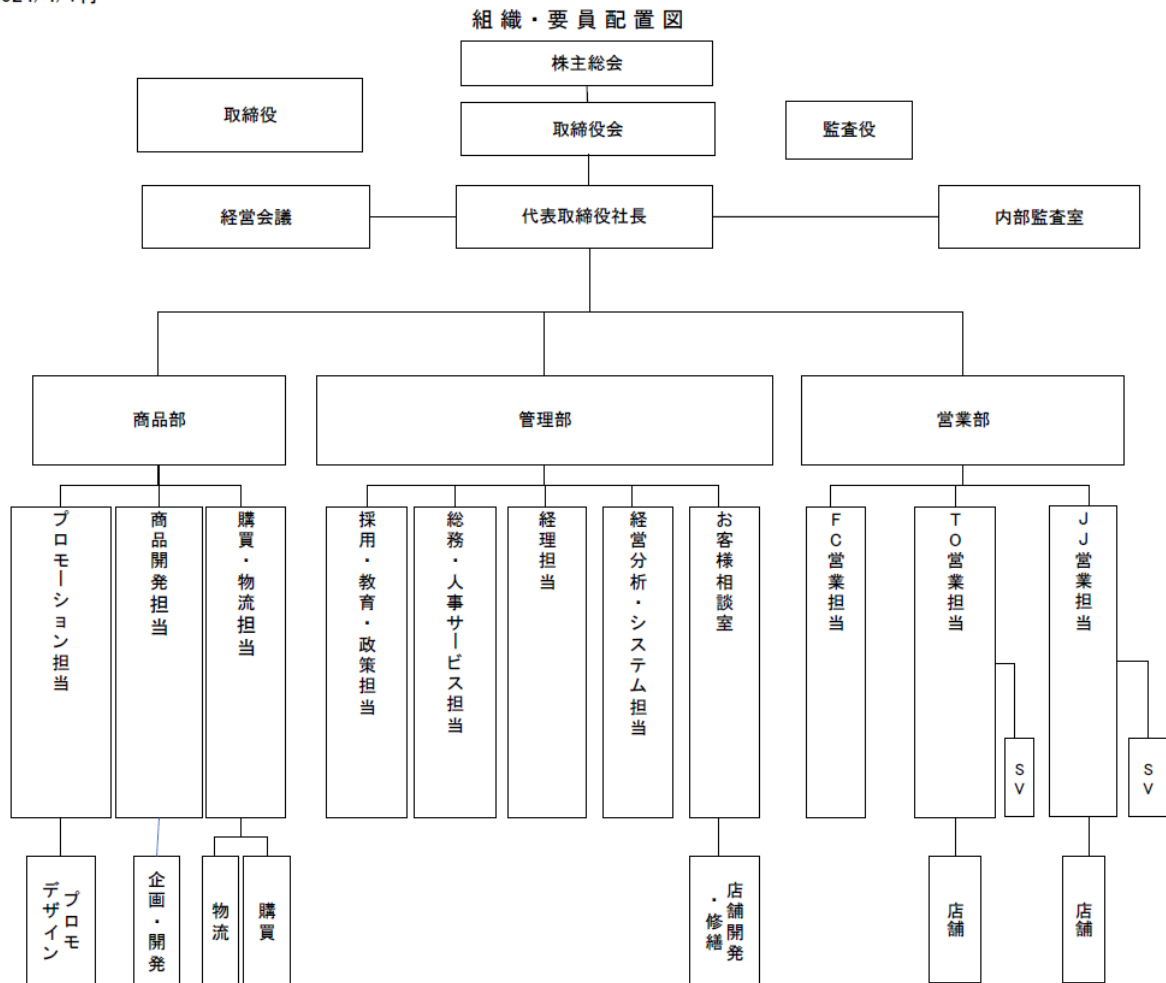 組織・要員配置図
株主総会
取締役
取締役会
監査役
経営会議
代表取締役社長
内部監査室
商品部
管理部
営業部
プロモーション担当
商品開発担当
購買・物流担当
採用・教育・政策担当
総務・人事サービス担当
経理担当
経営分析・システム担当
お客様相談室
FC営業担当
TO営業担当
JJ営業担当
SV
SV
プロモ
デザイン
企画・開発
物流
購買
店舗開発
・修繕
店舗
店舗